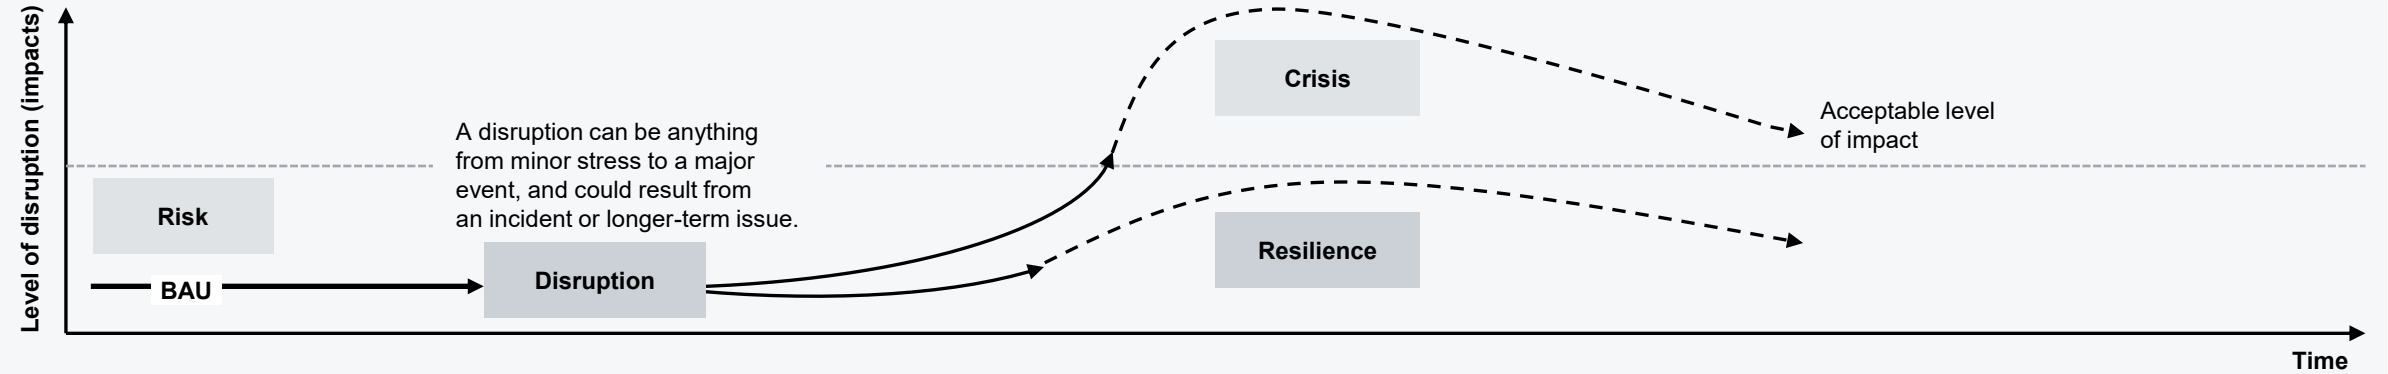 Level of disruption (impacts)
Risk
BAU
A disruption can be anything
from minor stress to a major
event, and could result from
an incident or longer-term issue.
Disruption
Crisis
Resilience
Acceptable level
of impact
Time